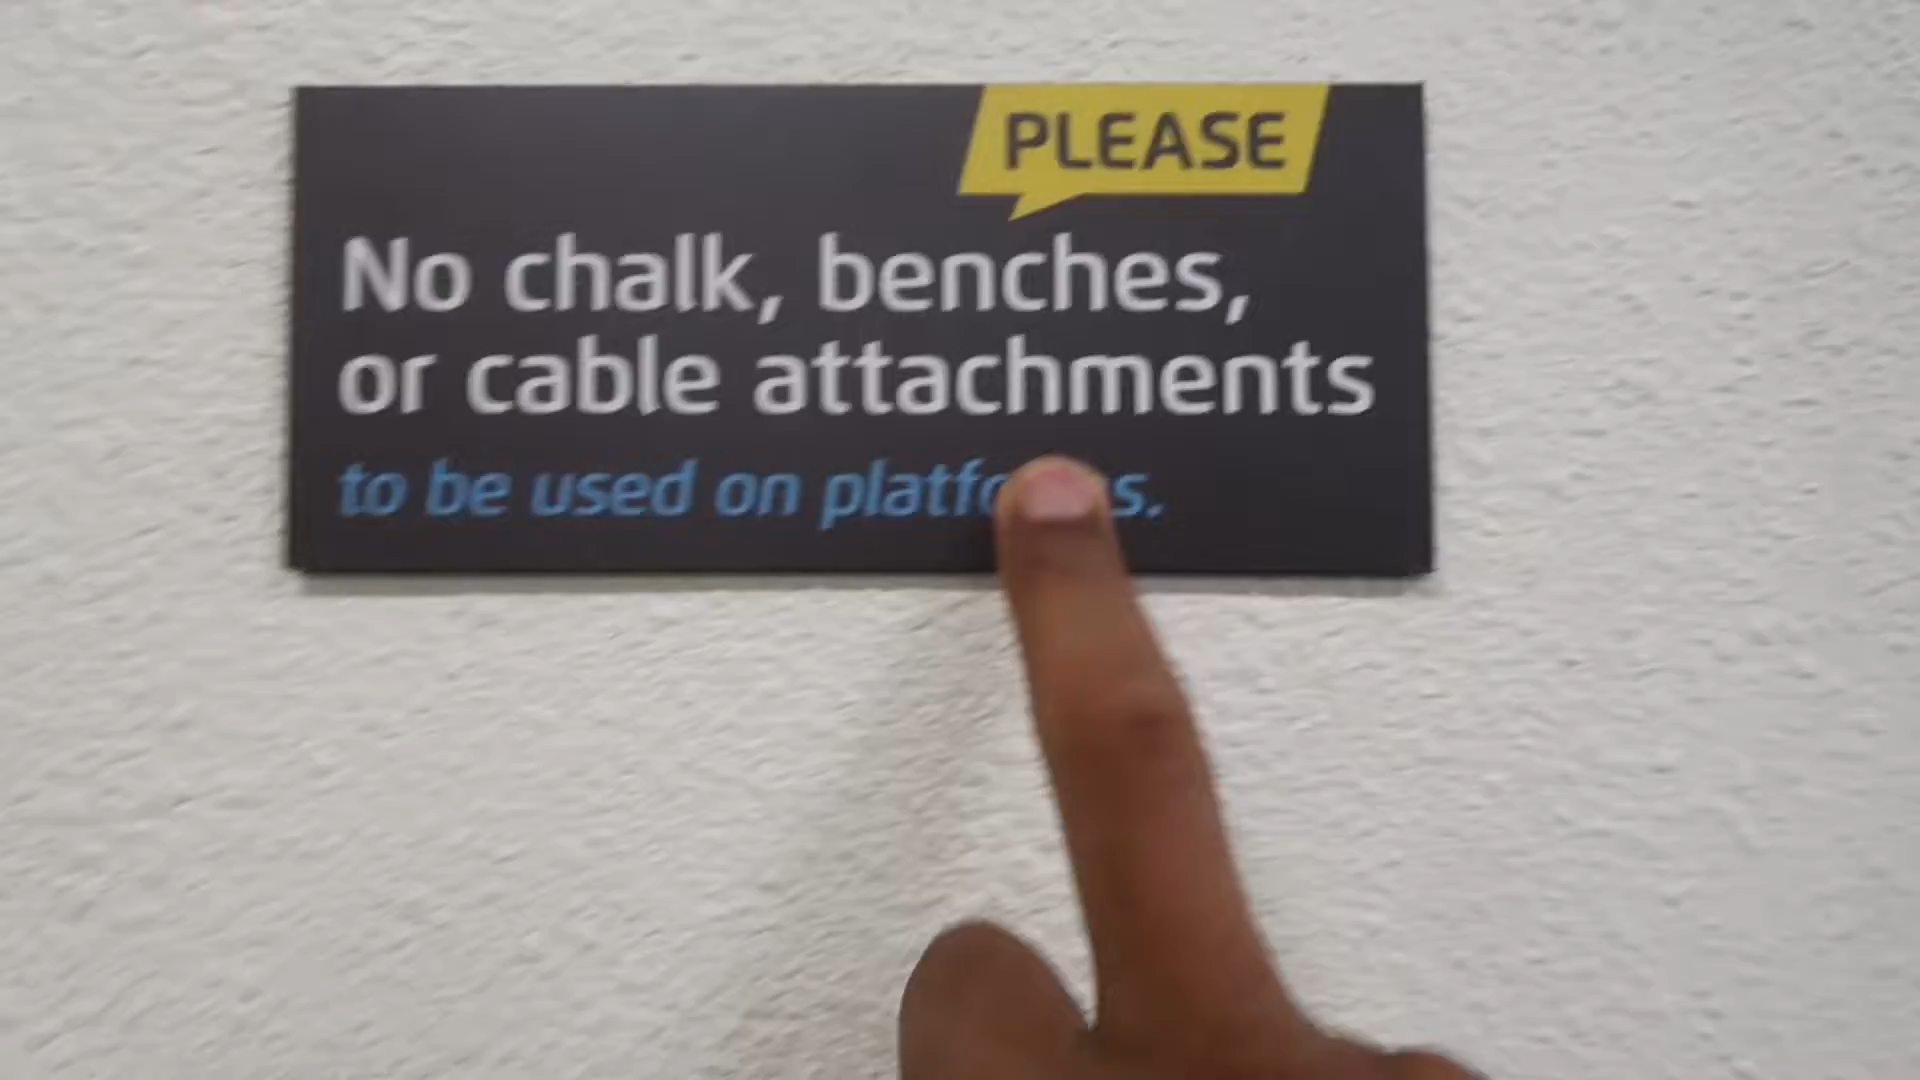 PLEASE
No chalk, benches,
or cable attachments
to be used on